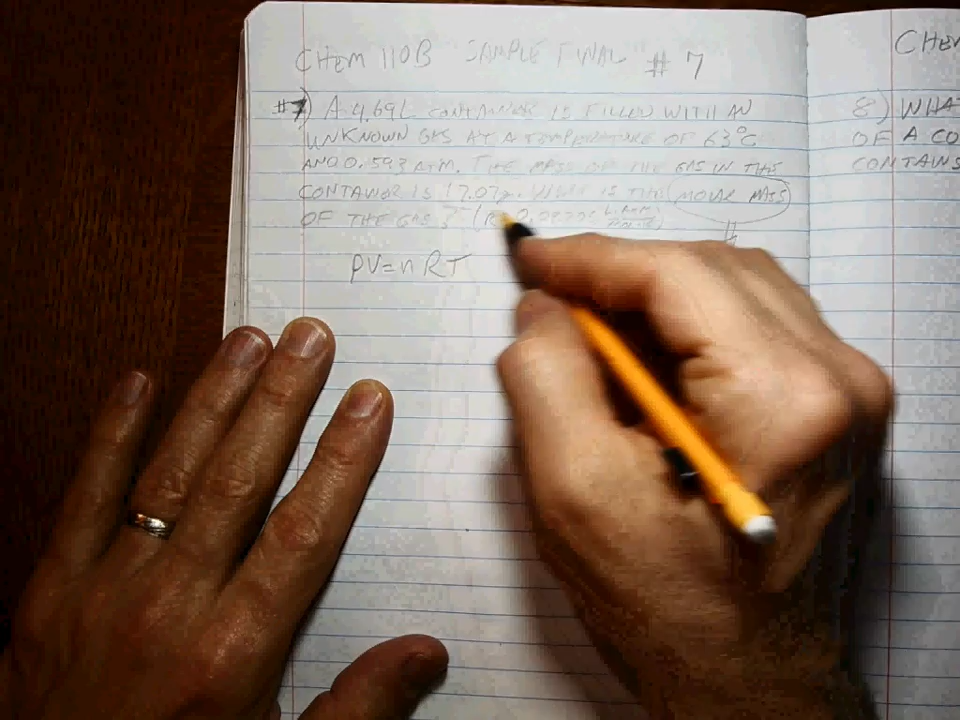 CHEM 110B SAMPLE FINAL # 7
#7) A 4.69L CONTAINER IS FILLED WITH AN
UNKNOWN GAS AT A TEMPERATURE OF 63°C
AND 0.593 ATM. THE MASS OF THE GAS IN THE
CONTAINER IS 17.07g. WHAT IS THE MOLAR MASS
OF THE GAS? (R
PV=nRT
CHEM
8) WHAT
OF A CO
CONTAINS